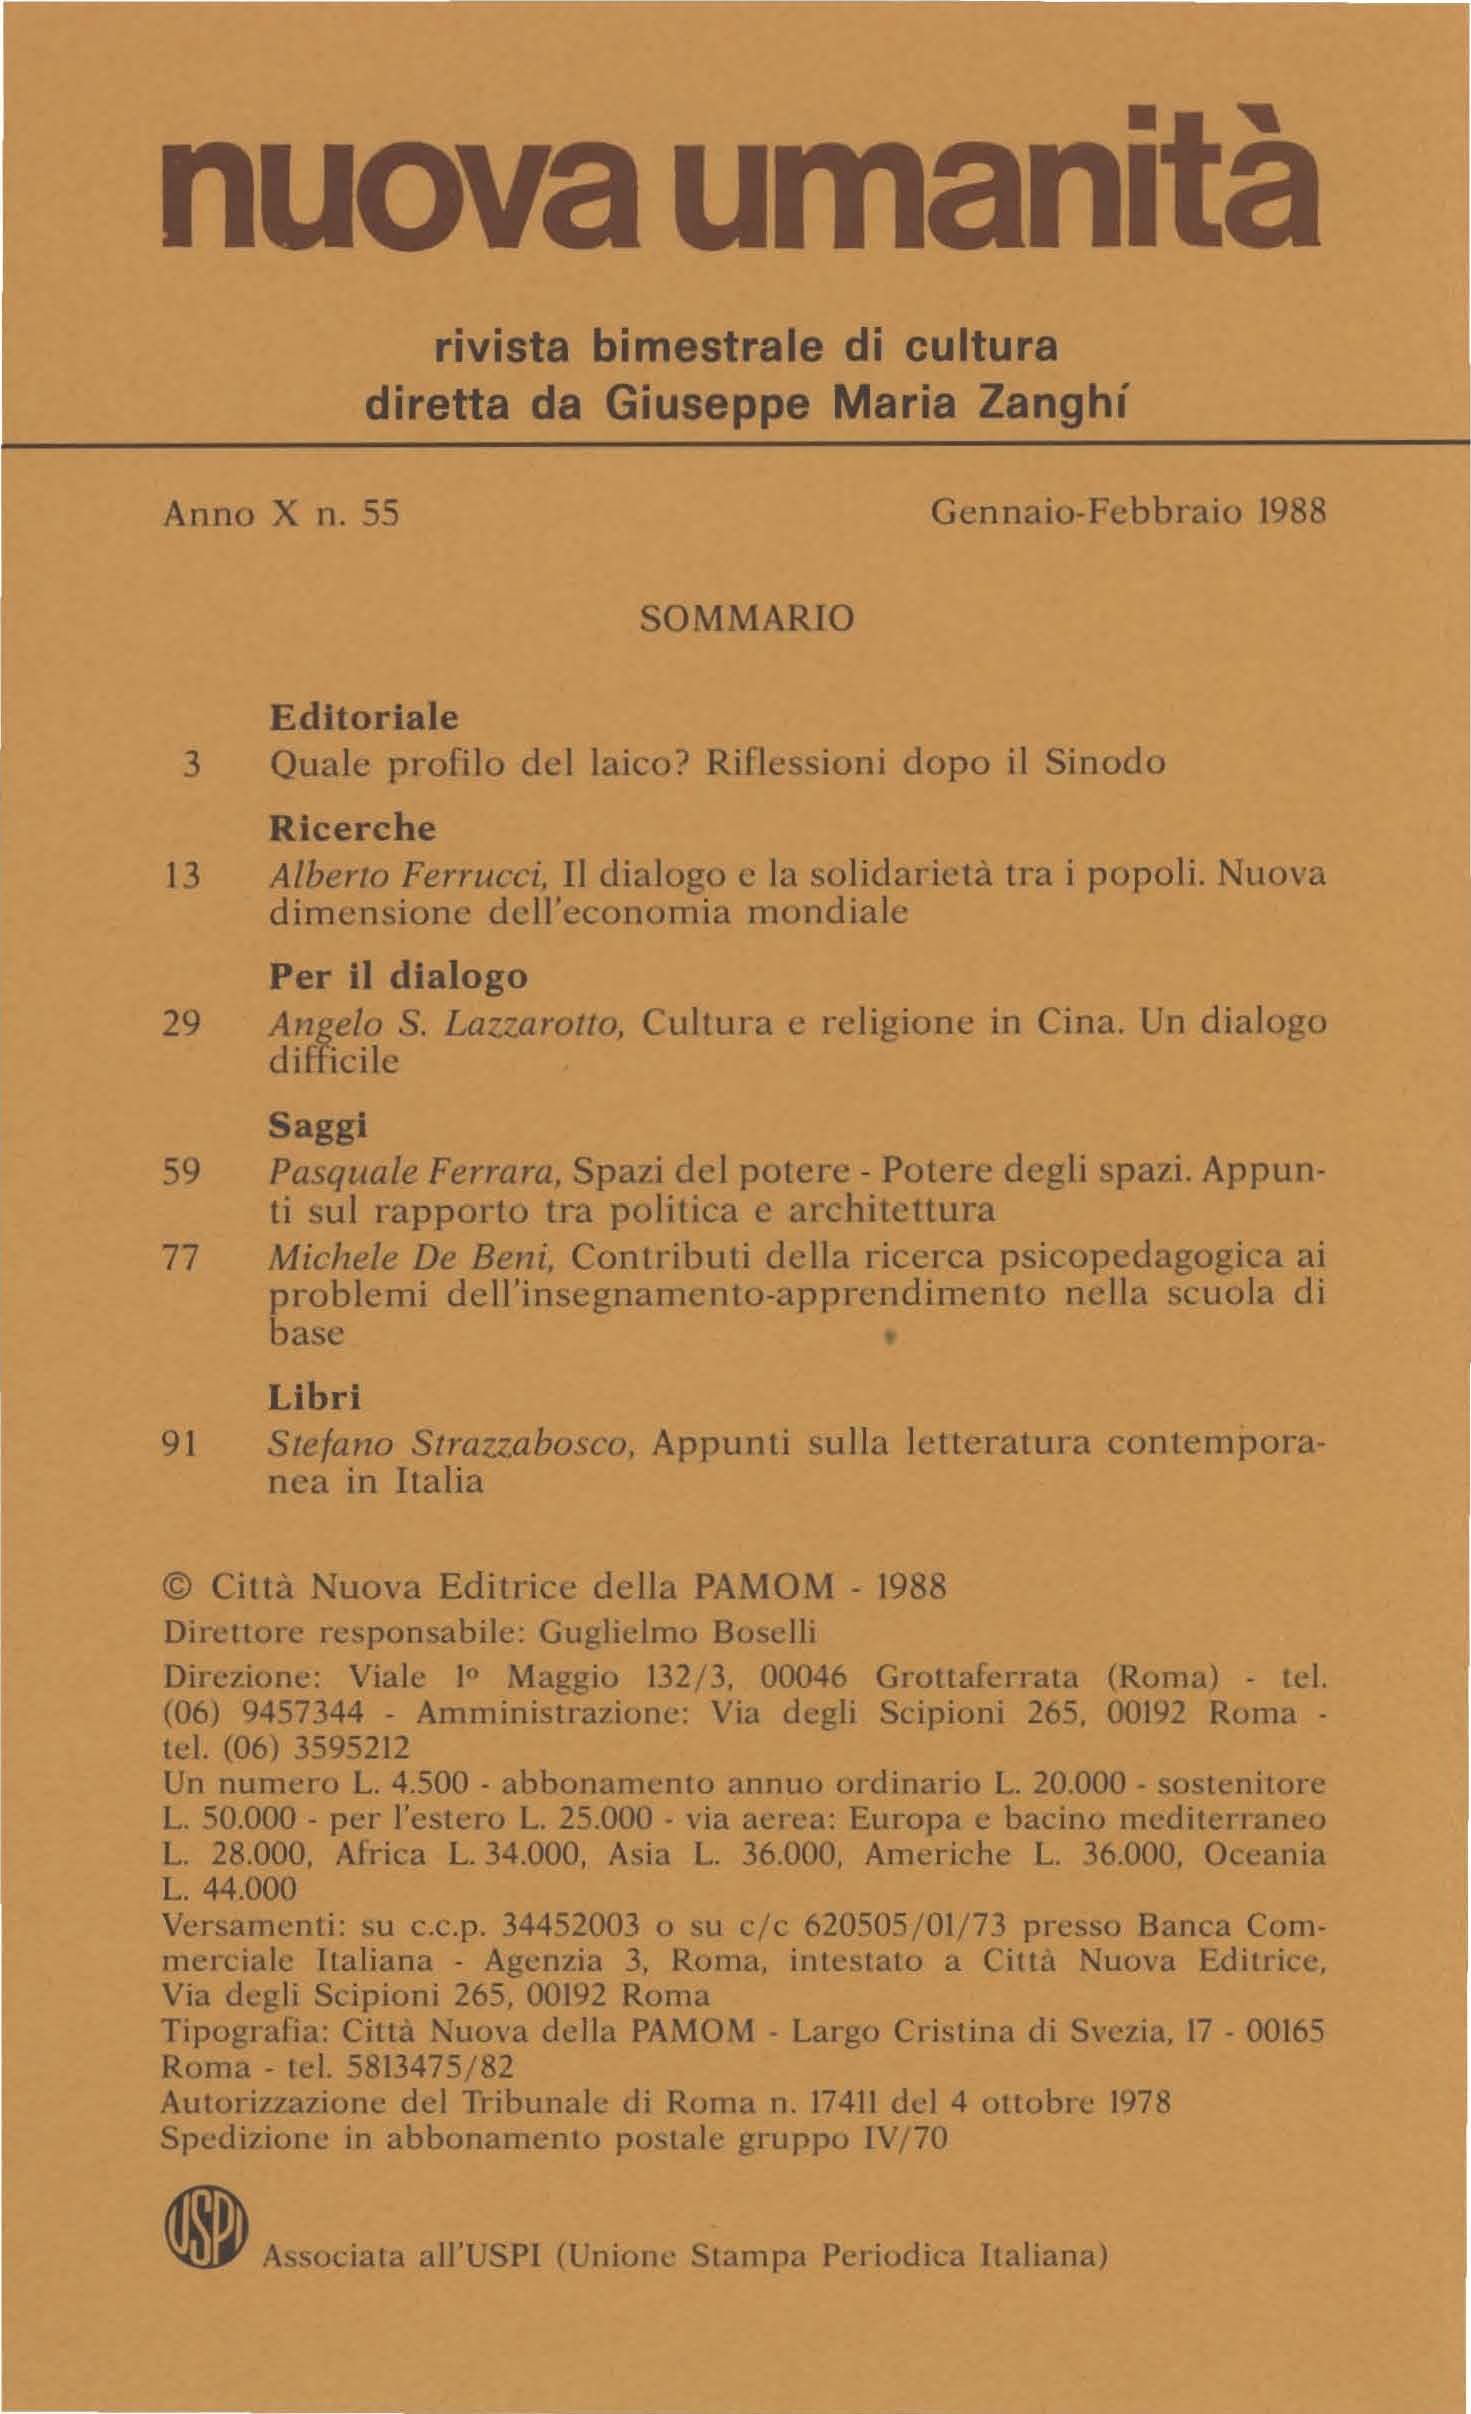 nuova umanità
rivista bimestrale di cultura
diretta da Giuseppe Maria Zanghí
Anno X n. 55 Gennaio-Febbraio 1988
SOMMARIO
Editoriale
3 Quale profilo del laico? Riflessioni dopo il Sinodo
Ricerche
13 Alberto Ferrucci, Il dialogo e la solidarietà tra i popoli. Nuova
dimensione dell'economia mondiale
Per il dialogo
29 Angelo S. Lazzarotto, Cultura e religione in Cina. Un dialogo
difficile
Saggi
59 Pasquale Ferrara, Spazi del potere - Potere degli spazi. Appun-
ti sul rapporto tra politica e architettura
77 Michele De Beni, Contributi della ricerca psicopedagogica ai
problemi dell'insegnamento-apprendimento nella scuola di
base
Libri
91 Stefano Strazzabosco, Appunti sulla letteratura contempora-
nea in Italia
© Città Nuova Editrice della PAMOM - 1988
Direttore responsabile: Guglielmo Boselli
Direzione: Viale 1º Maggio 132/3, 00046 Grottaferrata (Roma) - tel.
(06) 9457344 - Amministrazione: Via degli Scipioni 265, 00192 Roma -
tel. (06) 3595212
Un numero L. 4.500 - abbonamento annuo ordinario L. 20.000 - sostenitore
L. 50.000 - per l'estero L. 25.000 - via aerea: Europa e bacino mediterraneo
L. 28.000, Africa L. 34.000, Asia L. 36.000, Americhe L. 36.000, Oceania
L. 44.000
Versamenti: su c.c.p. 34452003 o su c/c 620505/01/73 presso Banca Com-
merciale Italiana - Agenzia 3, Roma, intestato a Città Nuova Editrice,
Via degli Scipioni 265, 00192 Roma
Tipografia: Città Nuova della PAMOM - Largo Cristina di Svezia, 17 - 00165
Roma - tel. 5813475/82
Autorizzazione del Tribunale di Roma n. 17411 del 4 ottobre 1978
Spedizione in abbonamento postale gruppo IV/70
USPI
Associata all'USPI (Unione Stampa Periodica Italiana)